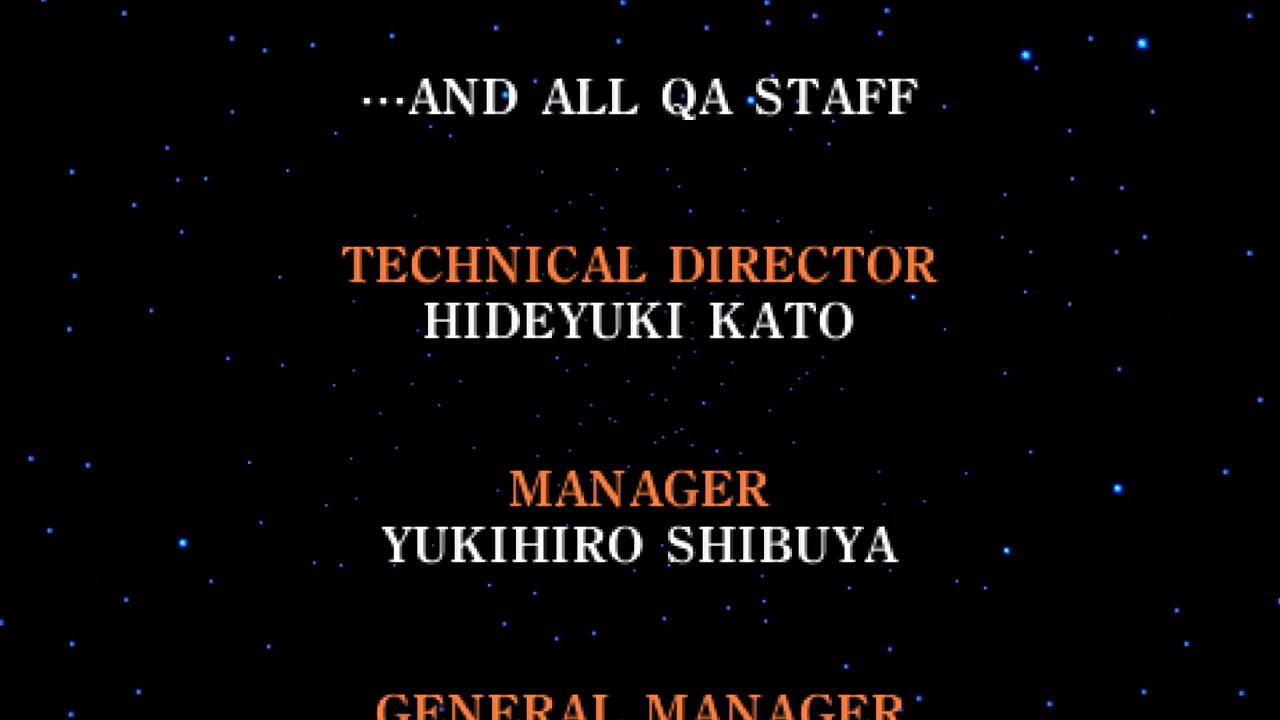 …AND ALL QA STAFF
TECHNICAL DIRECTOR
HIDEYUKI KATO
MANAGER
YUKIHIRO SHIBUYA
GENERAL MANAGER